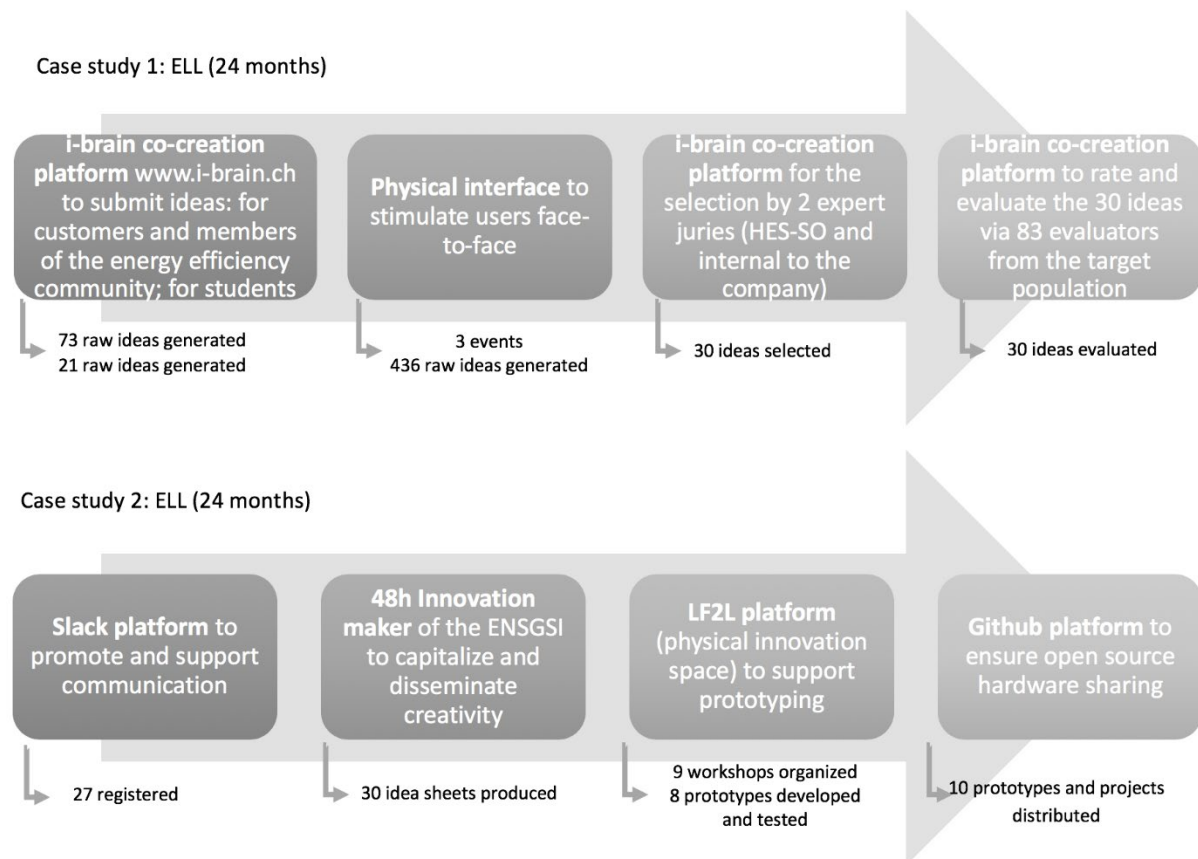 Case study 1: ELL (24 months)
i-brain co-creation
platform www.i-brain.ch
to submit ideas: for
customers and members
of the energy efficiency
community; for students
73 raw ideas generated
21 raw ideas generated
Physical interface to
stimulate users face-
to-face
3 events
436 raw ideas generated
i-brain co-creation
platform for the
selection by 2 expert
juries (HES-SO and
internal to the
company)
30 ideas selected
i-brain co-creation
platform to rate and
evaluate the 30 ideas
via 83 evaluators
from the target
population
30 ideas evaluated
Case study 2: ELL (24 months)
Slack platform to
promote and support
communication
27 registered
48h Innovation
maker of the ENSGSI
to capitalize and
disseminate
creativity
30 idea sheets produced
LF2L platform
(physical innovation
space) to support
prototyping
9 workshops organized
8 prototypes developed
and tested
Github platform to
ensure open source
hardware sharing
10 prototypes and projects
distributed